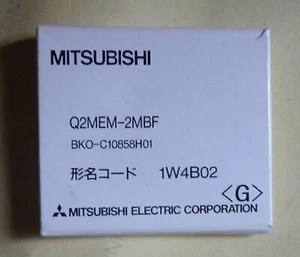 MITSUBISHI
Q2MEM-2MBF
BKO-C10858H01
形名コード 1W4B02
<G>
MITSUBISHI ELECTRIC CORPORATION